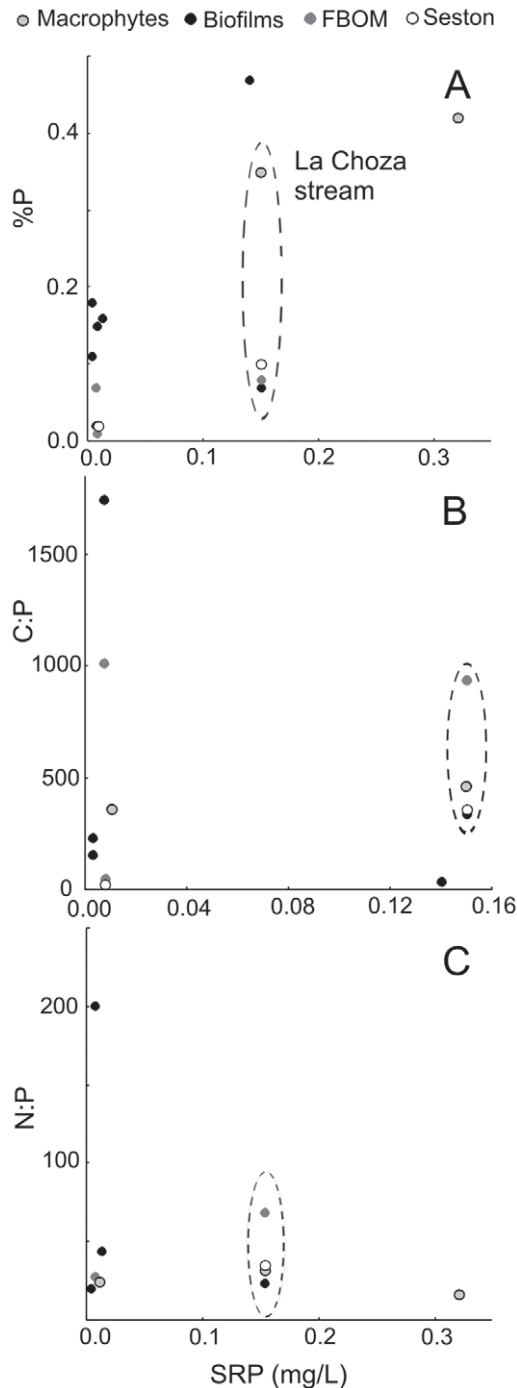 Macrophytes Biofilms FBOM Seston
A
La Choza
stream
%P
0.4
0.2
0.0
0.0 0.1 0.2 0.3
B
C:P
1500
1000
500
0
0.00 0.04 0.08 0.12 0.16
C
N:P
200
100
0.0 0.1 0.2 0.3
SRP (mg/L)